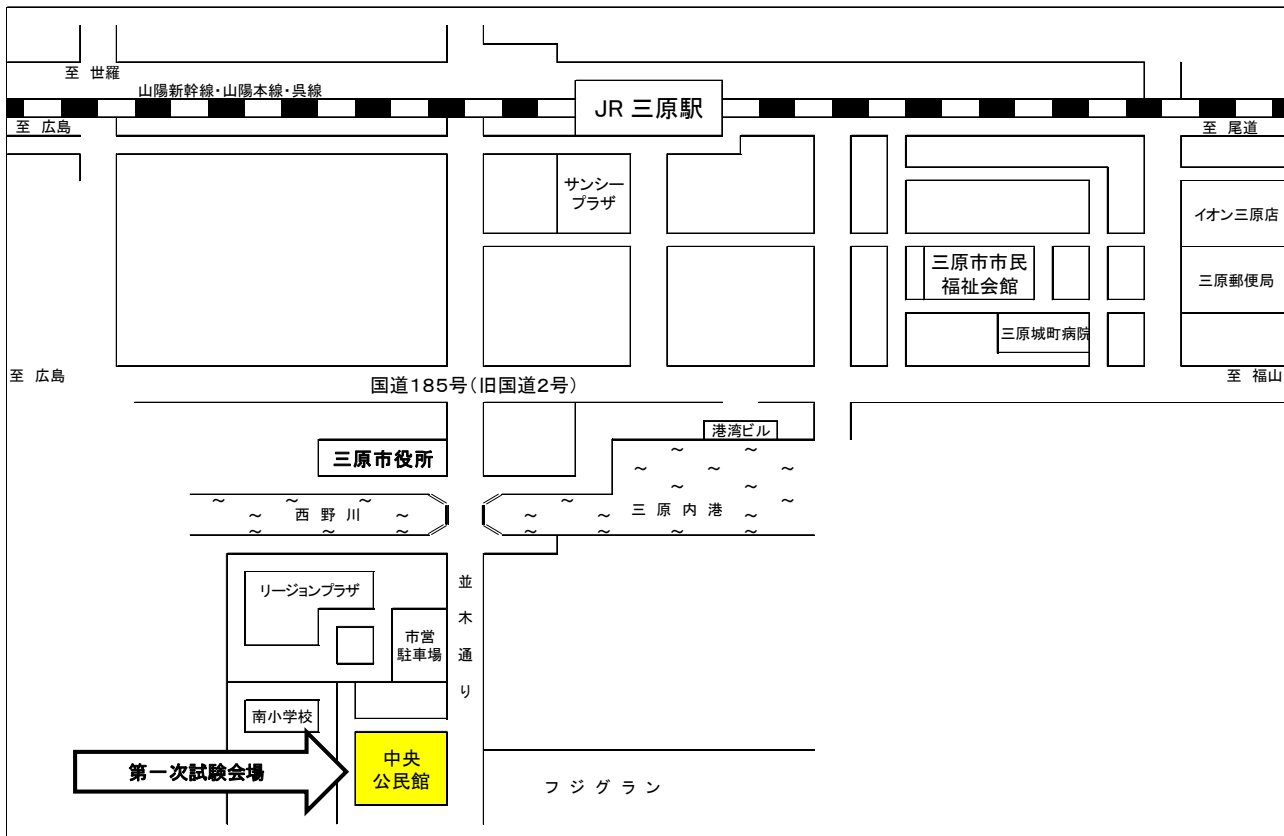 至 世羅
山陽新幹線・山陽本線・呉線
JR 三原駅
至 広島
至 尾道
サンシー
プラザ
イオン三原店
三原市市民
福祉会館
三原郵便局
三原城町病院
至 広島
至 福山
国道185号(旧国道2号)
港湾ビル
三原市役所
西野川
三原内港
並木通り
リージョンプラザ
市営
駐車場
南小学校
第一次試験会場
中央
公民館
フジグラン